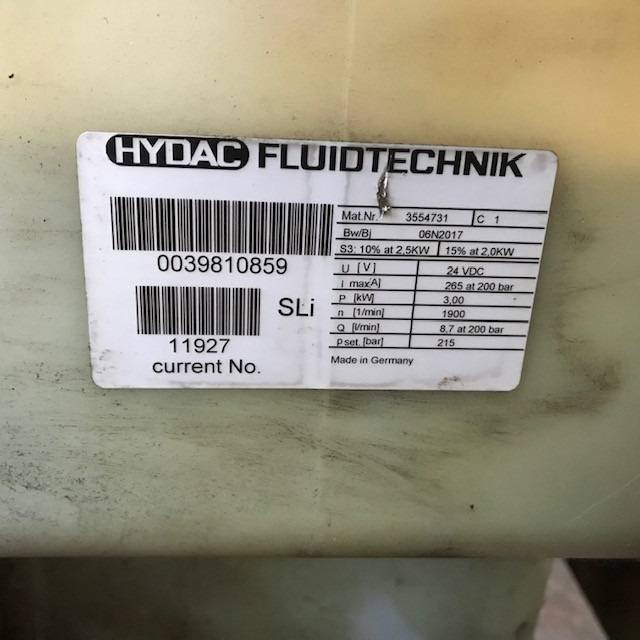 HYDAC FLUIDTECHNIK
0039810859
SLi
11927
current No.
Mat.Nr. 3554731 C 1
Bw/Bj 06N2017
S3: 10% at 2,5KW 15% at 2,0KW
U [V] 24 VDC
I max[A] 265 at 200 bar
P [kW] 3,00
n [1/min] 1900
Q [l/min] 8,7 at 200 bar
p set. [bar] 215
Made in Germany